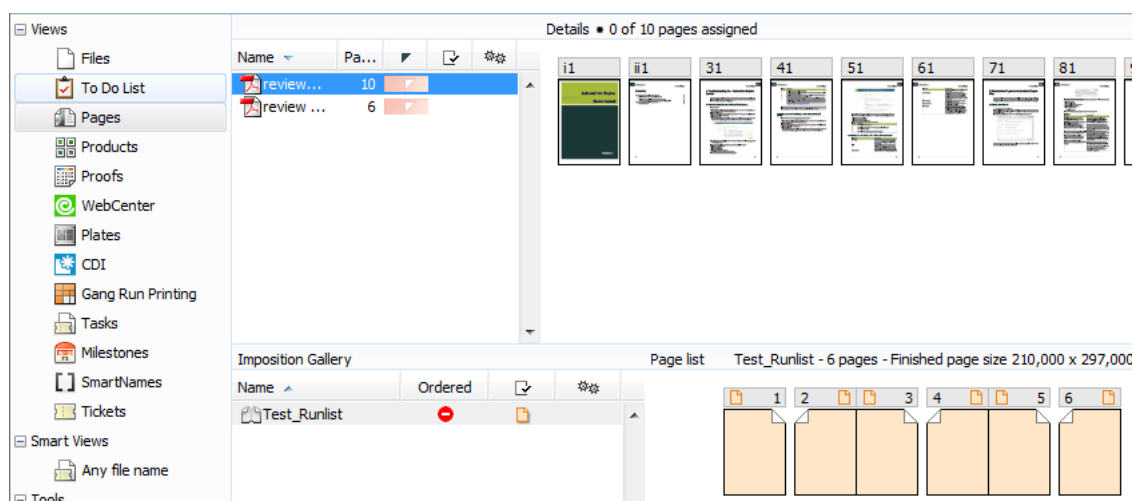 Views
Files
To Do List
Pages
Products
Proofs
WebCenter
Plates
CDI
Gang Run Printing
Tasks
Milestones
SmartNames
Tickets
Smart Views
Any file name
Tools
Details • 0 of 10 pages assigned
Name Pa...
review... 10
review ... 6
i1 ii1 31 41 51 61 71 81
Imposition Gallery
Name Ordered
Test_Runlist
Page list Test_Runlist - 6 pages - Finished page size 210,000 x 297,000
1 2 3 4 5 6